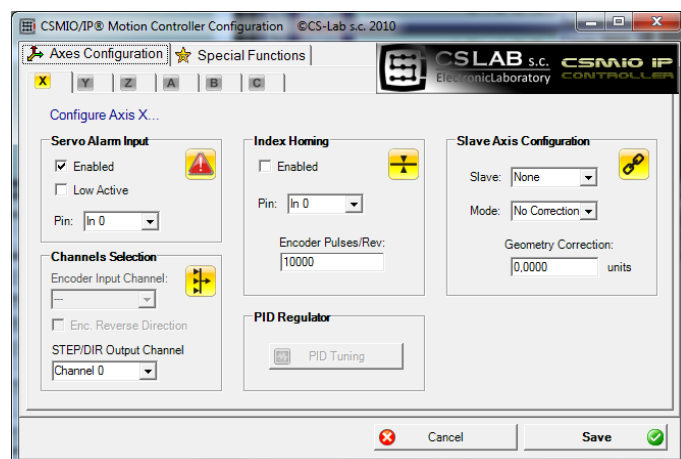 CSMIO/IP® Motion Controller Configuration ©CS-Lab s.c. 2010
Axes Configuration Special Functions
CSLAB s.c.
ElectronicLaboratory
CSMIO IP
CONTROLLER
X Y Z A B C
Configure Axis X...
Servo Alarm Input
Enabled
Low Active
Pin: In 0
Channels Selection
Encoder Input Channel:
---
Enc. Reverse Direction
STEP/DIR Output Channel
Channel 0
Index Homing
Enabled
Pin: In 0
Encoder Pulses/Rev:
10000
PID Regulator
PID Tuning
Slave Axis Configuration
Slave: None
Mode: No Correction
Geometry Correction:
0,0000 units
Cancel Save